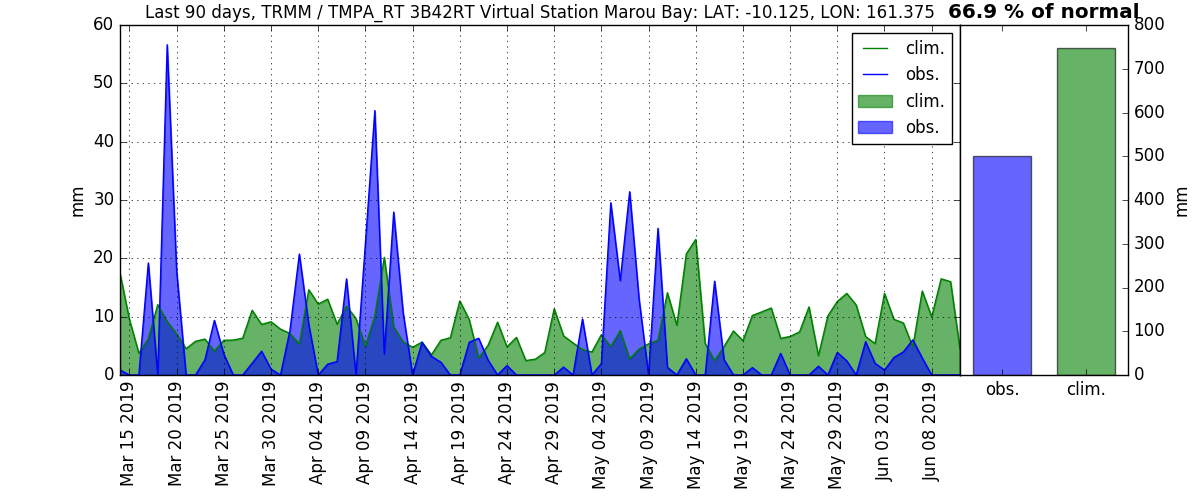 Last 90 days, TRMM / TMPA_RT 3B42RT Virtual Station Marou Bay: LAT: -10.125, LON: 161.375 66.9 % of normal
60
50
40
30
20
10
0
mm
clim.
obs.
clim.
obs.
800
700
600
500
400
300
200
100
0
mm
obs.
clim.
Mar 15 2019
Mar 20 2019
Mar 25 2019
Mar 30 2019
Apr 04 2019
Apr 09 2019
Apr 14 2019
Apr 19 2019
Apr 24 2019
Apr 29 2019
May 04 2019
May 09 2019
May 14 2019
May 19 2019
May 24 2019
May 29 2019
Jun 03 2019
Jun 08 2019